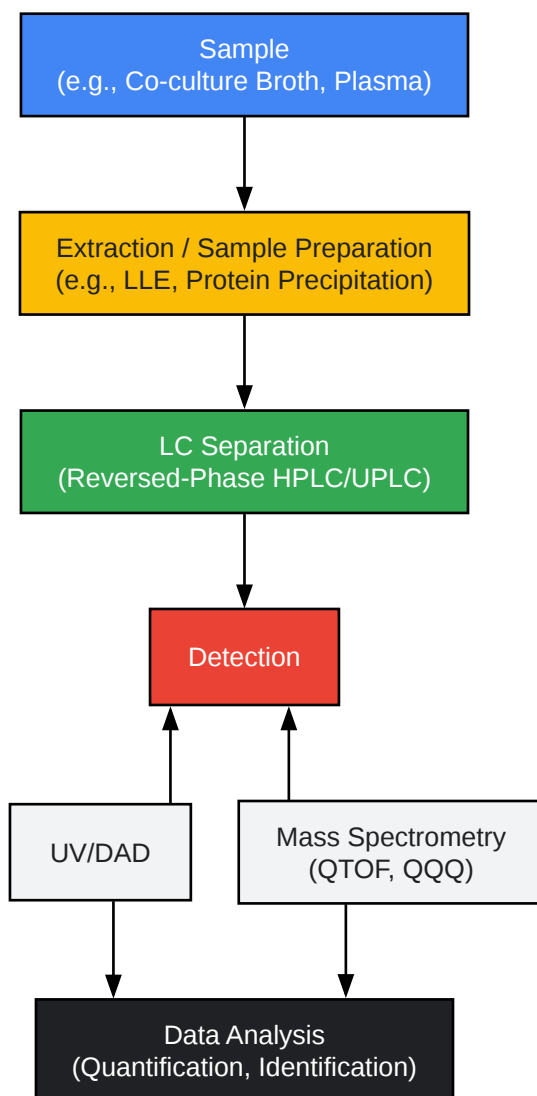 Sample
(e.g., Co-culture Broth, Plasma)
Extraction / Sample Preparation
(e.g., LLE, Protein Precipitation)
LC Separation
(Reversed-Phase HPLC/UPLC)
Detection
UV/DAD
Mass Spectrometry
(QTOF, QQQ)
Data Analysis
(Quantification, Identification)